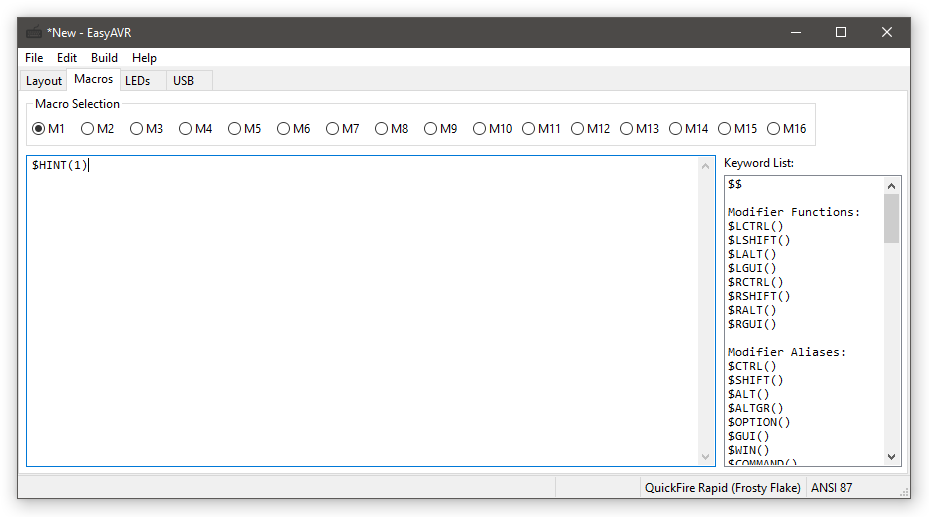 *New - EasyAVR
File Edit Build Help
Layout Macros LEDs USB
Macro Selection
M1 M2 M3 M4 M5 M6 M7 M8 M9 M10 M11 M12 M13 M14 M15 M16
$HINT(1)
Keyword List:
$$
Modifier Functions:
$LCTRL()
$LSHIFT()
$LALT()
$LGUI()
$RCTRL()
$RSHIFT()
$RALT()
$RGUI()
Modifier Aliases:
$CTRL()
$SHIFT()
$ALT()
$ALTGR()
$OPTION()
$GUI()
$WIN()
$COMMAND()
QuickFire Rapid (Frosty Flake) ANSI 87